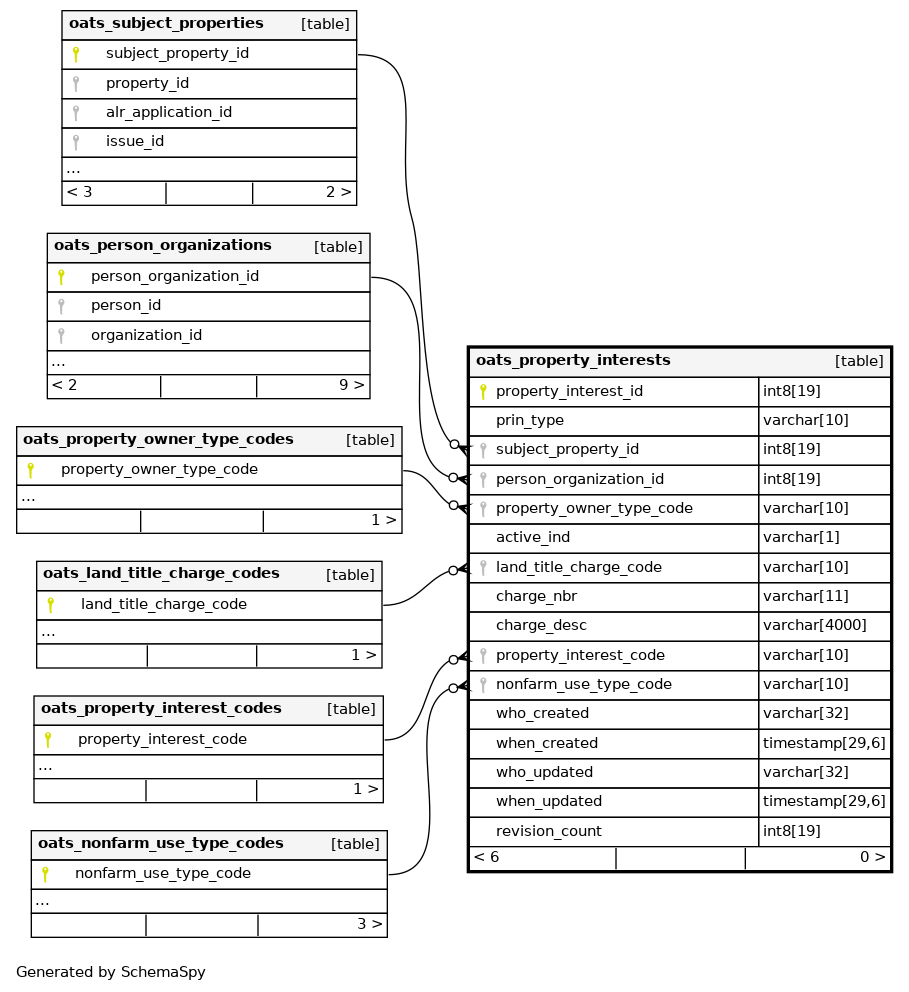 oats_subject_properties [table]
subject_property_id
property_id
alr_application_id
issue_id
...
< 3 2 >
oats_person_organizations [table]
person_organization_id
person_id
organization_id
...
< 2 9 >
oats_property_owner_type_codes [table]
property_owner_type_code
...
1 >
oats_land_title_charge_codes [table]
land_title_charge_code
...
1 >
oats_property_interest_codes [table]
property_interest_code
...
1 >
oats_nonfarm_use_type_codes [table]
nonfarm_use_type_code
...
3 >
oats_property_interests [table]
property_interest_id int8[19]
prin_type varchar[10]
subject_property_id int8[19]
person_organization_id int8[19]
property_owner_type_code varchar[10]
active_ind varchar[1]
land_title_charge_code varchar[10]
charge_nbr varchar[11]
charge_desc varchar[4000]
property_interest_code varchar[10]
nonfarm_use_type_code varchar[10]
who_created varchar[32]
when_created timestamp[29,6]
who_updated varchar[32]
when_updated timestamp[29,6]
revision_count int8[19]
< 6 0 >
Generated by SchemaSpy